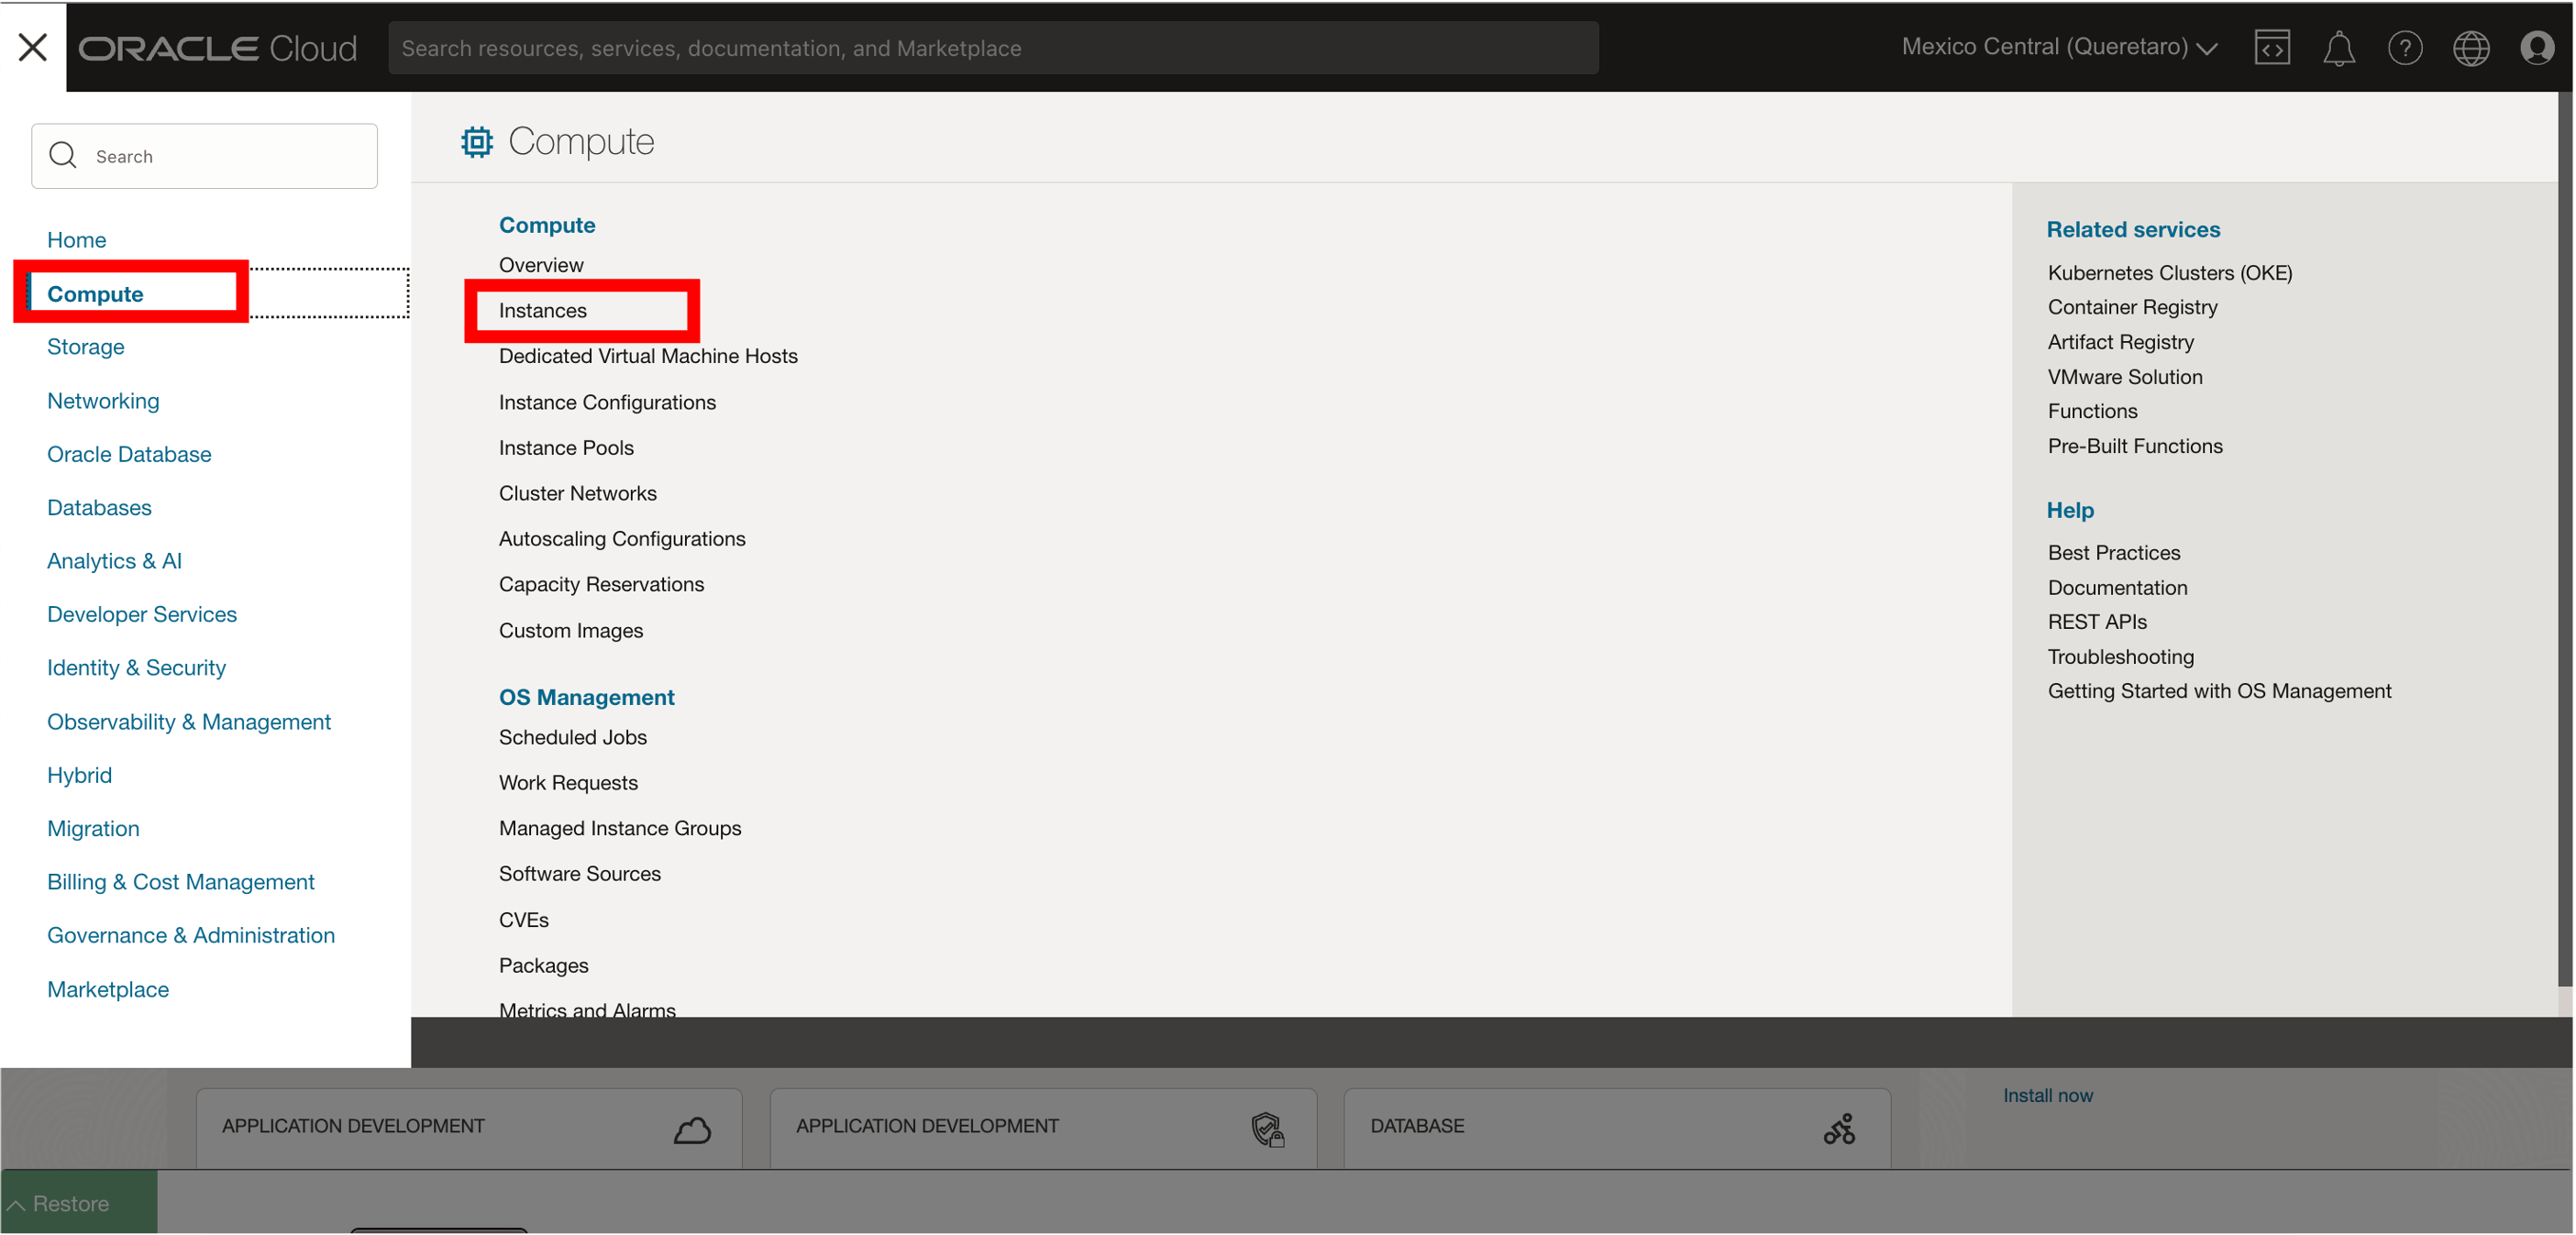 ORACLE Cloud
Search resources, services, documentation, and Marketplace
Mexico Central (Queretaro)
Search
Home
Compute
Storage
Networking
Oracle Database
Databases
Analytics & AI
Developer Services
Identity & Security
Observability & Management
Hybrid
Migration
Billing & Cost Management
Governance & Administration
Marketplace
Compute
Compute
Overview
Instances
Dedicated Virtual Machine Hosts
Instance Configurations
Instance Pools
Cluster Networks
Autoscaling Configurations
Capacity Reservations
Custom Images
OS Management
Scheduled Jobs
Work Requests
Managed Instance Groups
Software Sources
CVEs
Packages
Metrics and Alarms
Related services
Kubernetes Clusters (OKE)
Container Registry
Artifact Registry
VMware Solution
Functions
Pre-Built Functions
Help
Best Practices
Documentation
REST APIs
Troubleshooting
Getting Started with OS Management
APPLICATION DEVELOPMENT
APPLICATION DEVELOPMENT
DATABASE
Install now
Restore